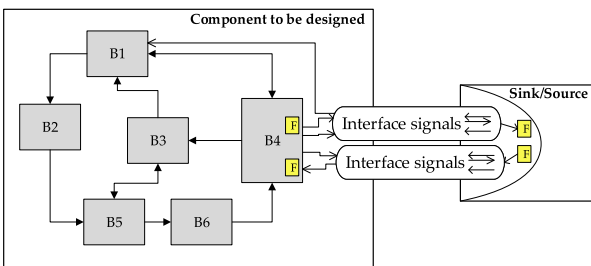 Component to be designed
B1
Sink/Source
B2
B3
B4
F
F
Interface signals
Interface signals
F
F
B5
B6